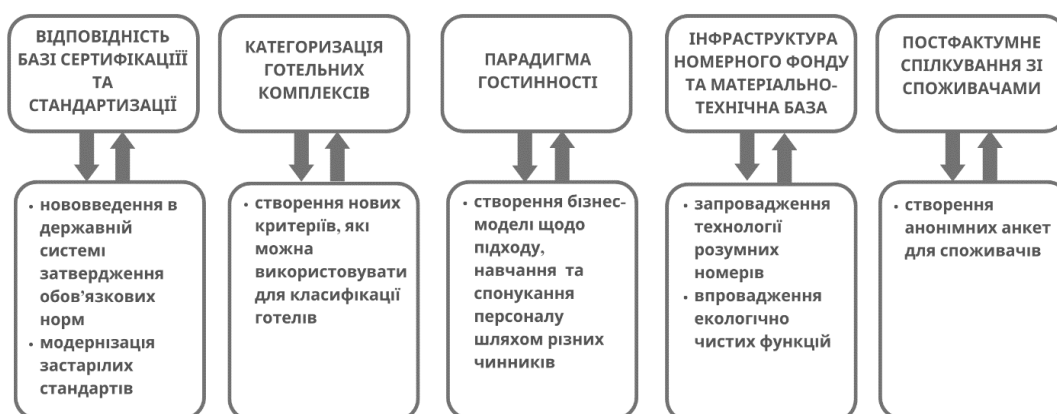 ВІДПОВІДНІСТЬ
БАЗІ СЕРТИФІКАЦІЇЇ
ТА
СТАНДАРТИЗАЦІЇ
КАТЕГОРИЗАЦІЯ
ГОТЕЛЬНИХ
КОМПЛЕКСІВ
ПАРАДИГМА
ГОСТИННОСТІ
ІНФРАСТРУКТУРА
НОМЕРНОГО ФОНДУ
ТА МАТЕРІАЛЬНО-
ТЕХНІЧНА БАЗА
ПОСТФАКТУМНЕ
СПІЛКУВАННЯ ЗІ
СПОЖИВАЧАМИ
• нововведення в
державній
системі
затвердження
обов’язкових
норм
• модернізація
застарілих
стандартів
• створення нових
критеріїв, які
можна
використовувати
для класифікації
готелів
• створення бізнес-
моделі щодо
підходу,
навчання та
спонукання
персоналу
шляхом різних
чинників
• запровадження
технології
розумних
номерів
• впровадження
екологічно
чистих функцій
• створення
анонімних анкет
для споживачів